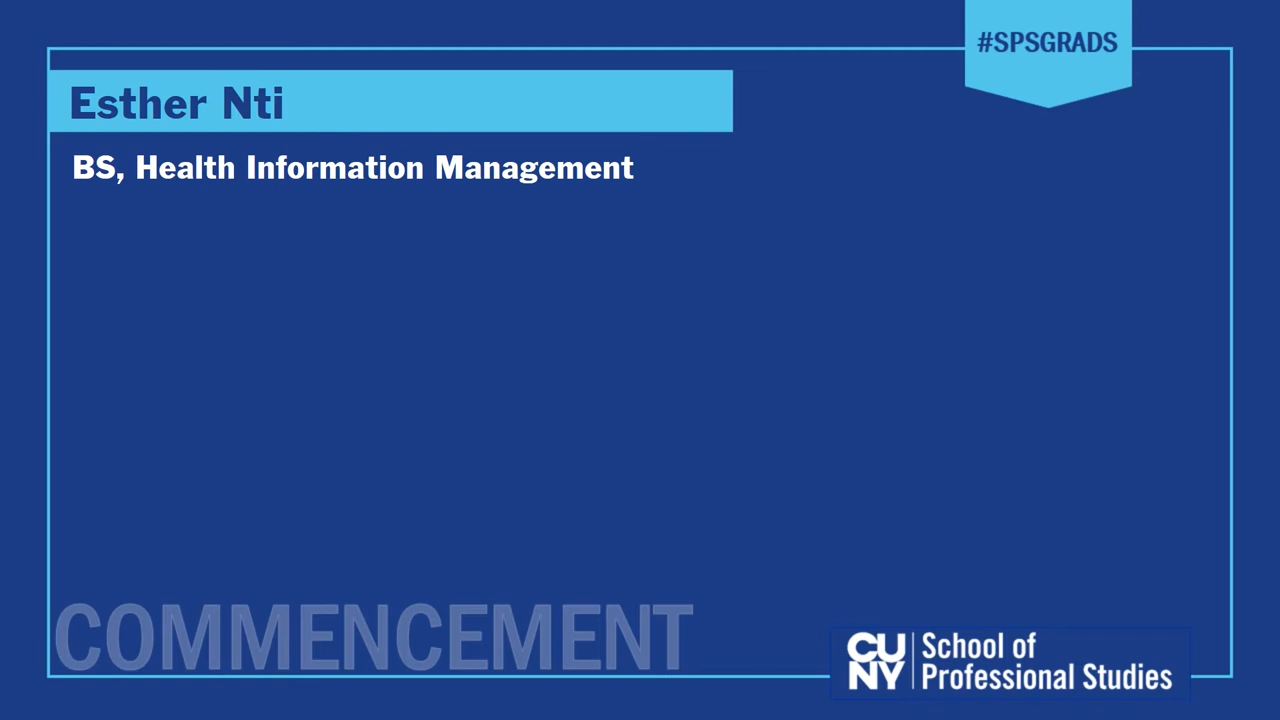 #SPSGRADS
Esther Nti
BS, Health Information Management
COMMENCEMENT
CU
NY
School of
Professional Studies